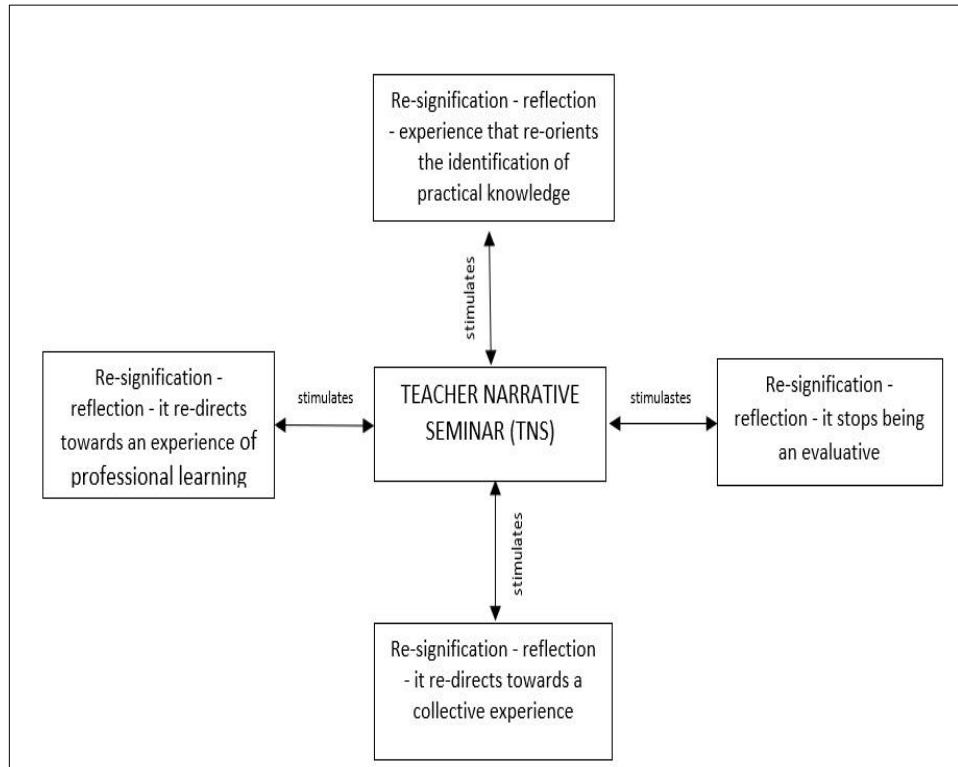 Re-signification - reflection
- experience that re-orients
the identification of
practical knowledge
stimulates
Re-signification -
reflection - it re-directs
towards an experience of
professional learning
stimulates
TEACHER NARRATIVE
SEMINAR (TNS)
stimulastes
Re-signification -
reflection - it stops being
an evaluative
stimulates
Re-signification - reflection
- it re-directs towards a
collective experience